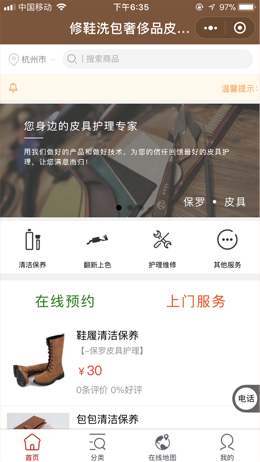 中国移动
下午6:35
97%
修鞋洗包奢侈品皮...
杭州市
搜索商品
温馨提示:
您身边的皮具护理专家
用我们做好的产品和做好技术，为您的信任回馈最好的皮具护
理、让您满意而归!
保罗 • 皮具
清洁保养 翻新上色 护理维修 其他服务
在线预约 上门服务
鞋履清洁保养
【–保罗皮具护理】
¥30
0条评论 0%好评
电话
包包清洁保养
首页 分类 在线地图 我的